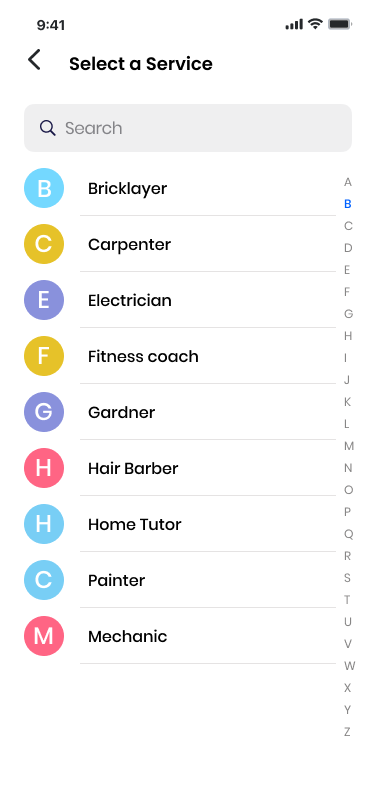 9:41
Select a Service
Search
B Bricklayer
C Carpenter
E Electrician
F Fitness coach
G Gardner
H Hair Barber
H Home Tutor
C Painter
M Mechanic
A
B
C
D
E
F
G
H
I
J
K
L
M
N
O
P
Q
R
S
T
U
V
W
X
Y
Z